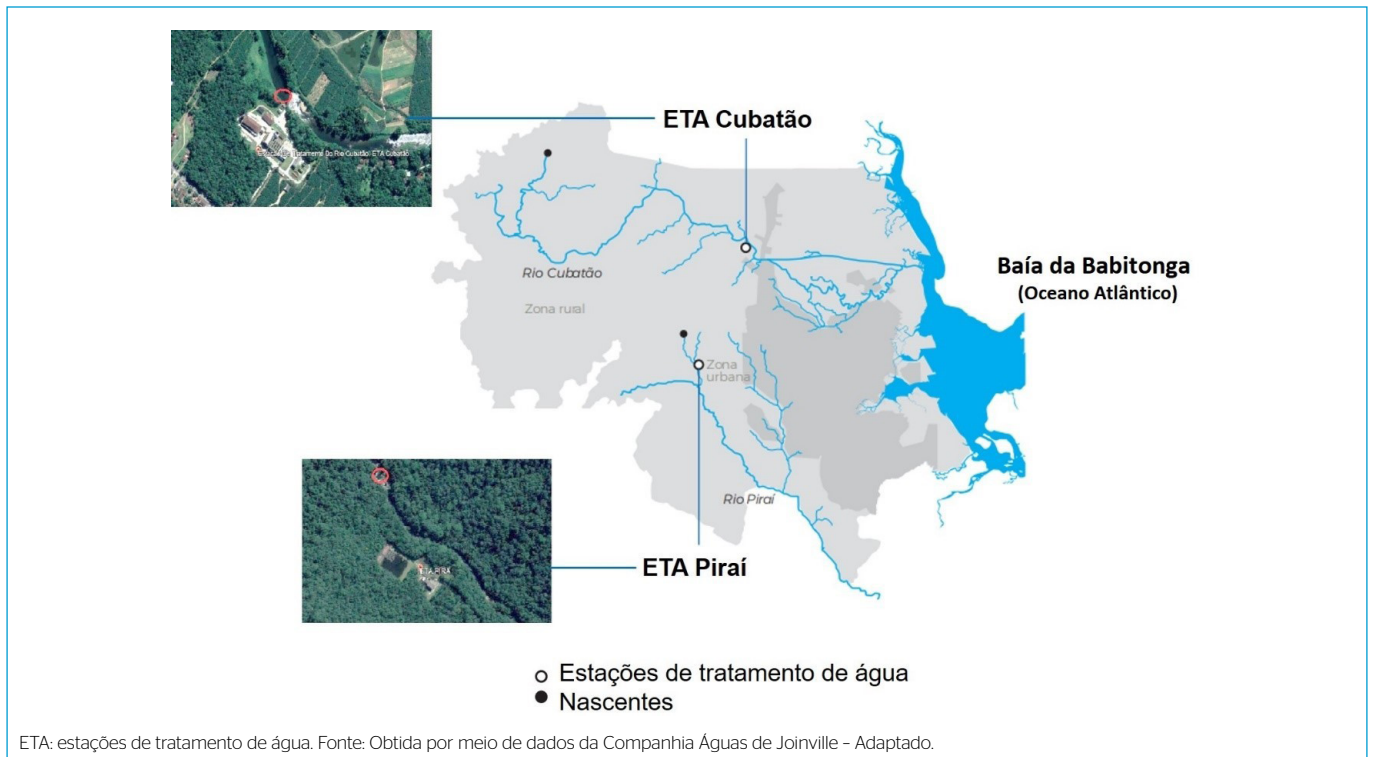 ETA Cubatão
Baía da Babitonga
(Oceano Atlântico)
Rio Cubatão
Zona rural
Zona
urbana
Rio Piraí
ETA PIRA
ETA Piraí
Estações de tratamento de água
Nascentes
ETA: estações de tratamento de água. Fonte: Obtida por meio de dados da Companhia Águas de Joinville – Adaptado.